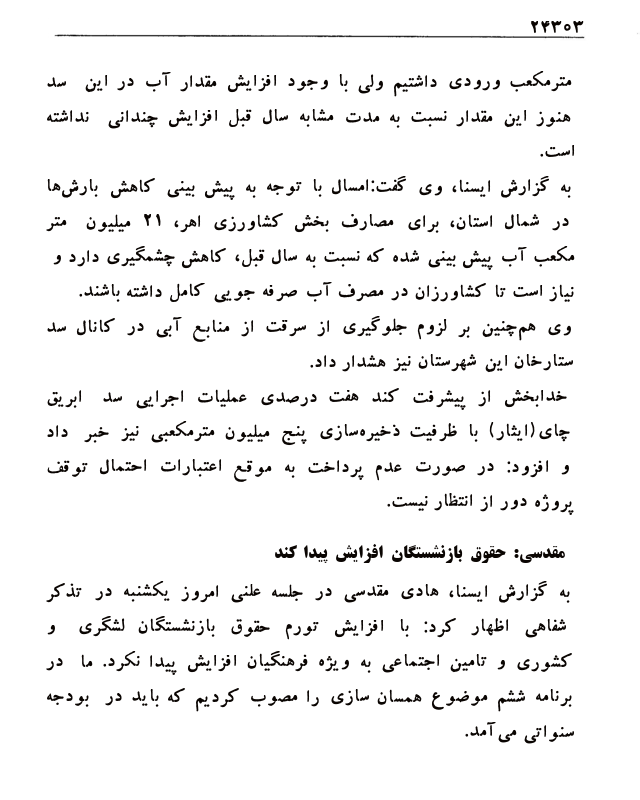 ۲۴۳۰۳
مترمکعب ورودی داشتیم ولی با وجود افزایش مقدار آب در این سد
هنوز این مقدار نسبت به مدت مشابه سال قبل افزایش چندانی نداشته
است.
به گزارش ایسنا، وی گفت:امسال با توجه به پیش بینی کاهش بارش‌ها
در شمال استان، برای مصارف بخش کشاورزی اهر، ۲۱ میلیون متر
مکعب آب پیش بینی شده که نسبت به سال قبل، کاهش چشمگیری دارد و
نیاز است تا کشاورزان در مصرف آب صرفه جویی کامل داشته باشند.
وی هم‌چنین بر لزوم جلوگیری از سرقت از منابع آبی در کانال سد
ستارخان این شهرستان نیز هشدار داد.
خدابخش از پیشرفت کند هفت درصدی عملیات اجرایی سد ابریق
چای(ایثار) با ظرفیت ذخیره‌سازی پنج میلیون مترمکعبی نیز خبر داد
و افزود: در صورت عدم پرداخت به موقع اعتبارات احتمال توقف
پروژه دور از انتظار نیست.
مقدسی: حقوق بازنشستگان افزایش پیدا کند
به گزارش ایسنا، هادی مقدسی در جلسه علنی امروز یکشنبه در تذکر
شفاهی اظهار کرد: با افزایش تورم حقوق بازنشستگان لشگری و
کشوری و تامین اجتماعی به ویژه فرهنگیان افزایش پیدا نکرد. ما در
برنامه ششم موضوع همسان سازی را مصوب کردیم که باید در بودجه
سنواتی می‌آمد.